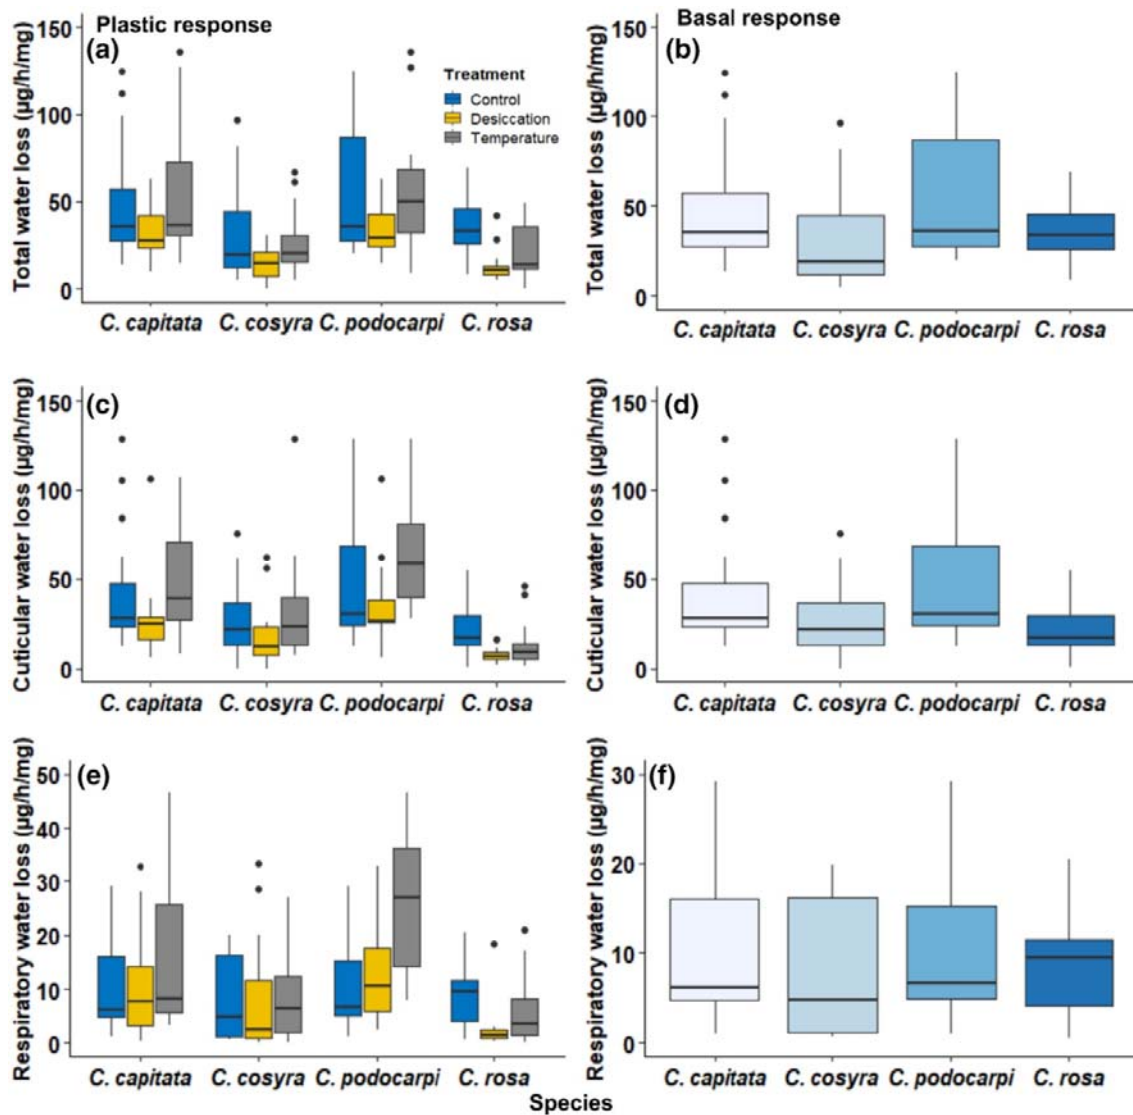 Plastic response
Basal response
(a)
Total water loss (µg/h/mg)
150
100
50
0
Treatment
Control
Desiccation
Temperature
C. capitata C. cosyra C. podocarpi C. rosa
(b)
Total water loss (µg/h/mg)
150
100
50
0
C. capitata C. cosyra C. podocarpi C. rosa
(c)
Cuticular water loss (µg/h/mg)
150
100
50
0
C. capitata C. cosyra C. podocarpi C. rosa
(d)
Cuticular water loss (µg/h/mg)
150
100
50
0
C. capitata C. cosyra C. podocarpi C. rosa
(e)
Respiratory water loss (µg/h/mg)
50
40
30
20
10
0
C. capitata C. cosyra C. podocarpi C. rosa
(f)
Respiratory water loss (µg/h/mg)
30
20
10
0
C. capitata C. cosyra C. podocarpi C. rosa
Species